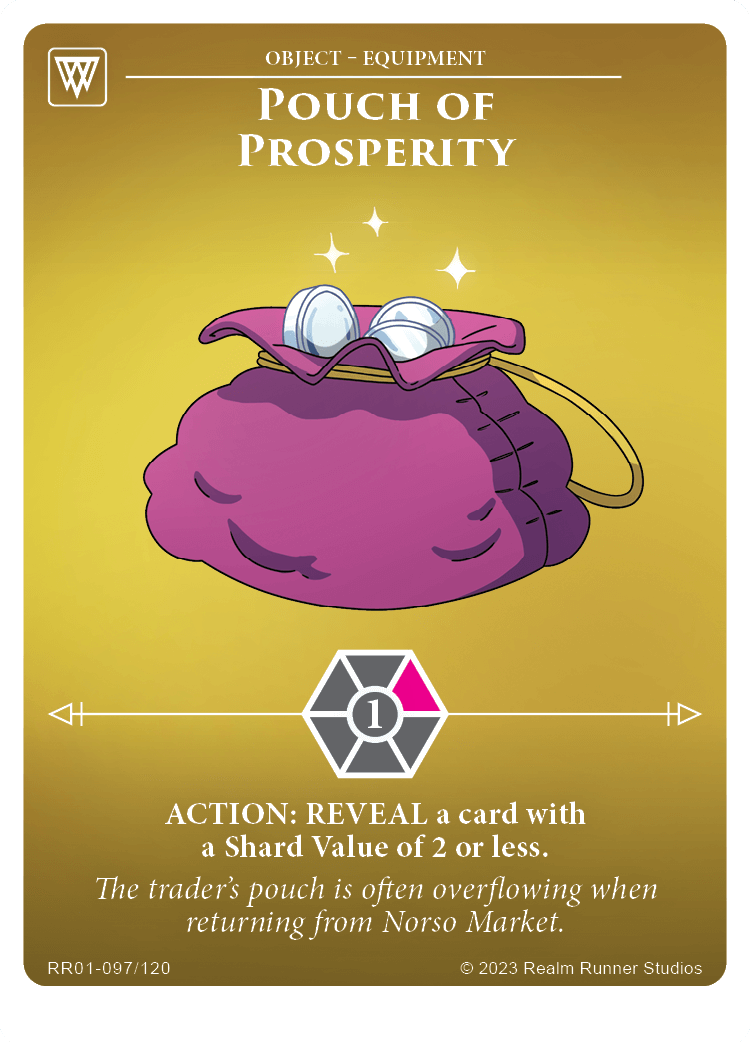 OBJECT – EQUIPMENT
Pouch of
Prosperity
1
ACTION: REVEAL a card with
a Shard Value of 2 or less.
The trader's pouch is often overflowing when
returning from Norso Market.
RR01-097/120
© 2023 Realm Runner Studios